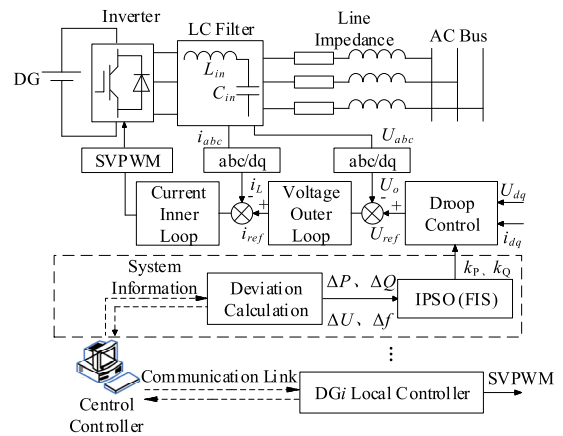 Inverter
LC Filter
Line
Impedance
AC Bus
DG
L_in
C_in
i_abc
U_abc
SVPWM
abc/dq
abc/dq
i_L
U_o
U_dq
Current
Inner
Loop
-
+
i_ref
Voltage
Outer
Loop
-
+
U_ref
Droop
Control
i_dq
k_P、k_Q
System
Information
Deviation
Calculation
ΔP、ΔQ
ΔU、Δf
IPSO (FIS)
⋮
Communication Link
Centrol
Controller
DGi Local Controller
SVPWM